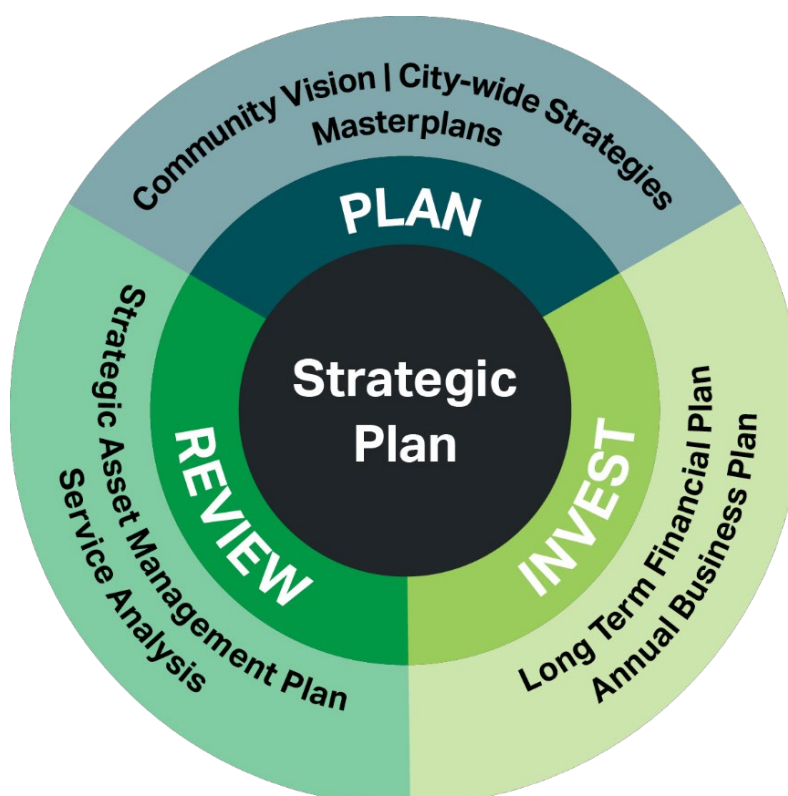 Community Vision | City-wide Strategies
Masterplans
PLAN
Strategic
Plan
INVEST
Long Term Financial Plan
Annual Business Plan
REVIEW
Strategic Asset Management Plan
Service Analysis